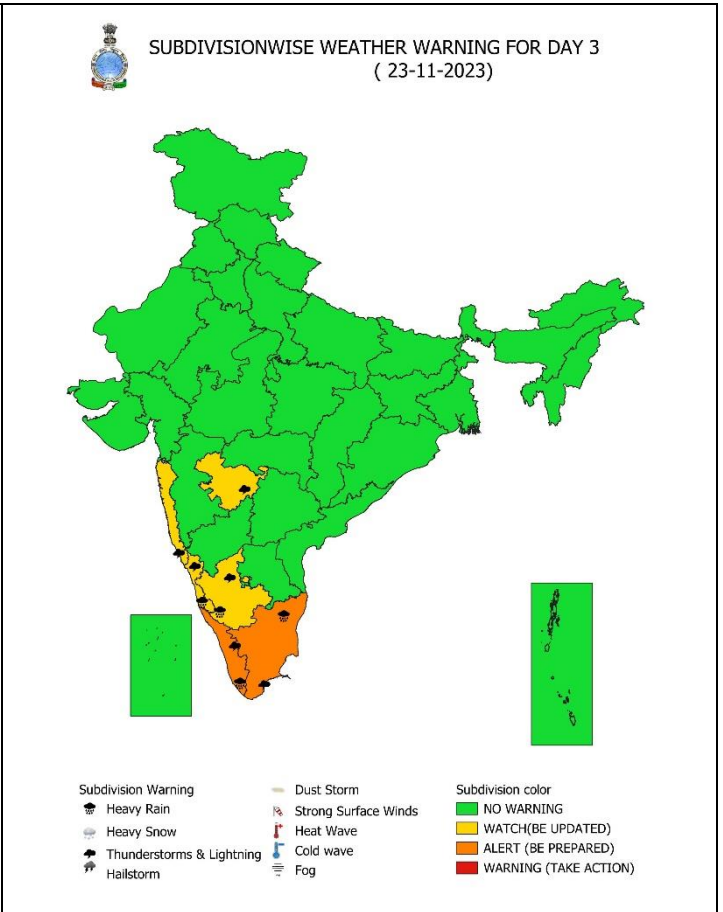 SUBDIVISIONWISE WEATHER WARNING FOR DAY 3
( 23-11-2023)
Subdivision Warning
Heavy Rain
Heavy Snow
Thunderstorms & Lightning
Hailstorm
Dust Storm
Strong Surface Winds
Heat Wave
Cold wave
Fog
Subdivision color
NO WARNING
WATCH(BE UPDATED)
ALERT (BE PREPARED)
WARNING (TAKE ACTION)